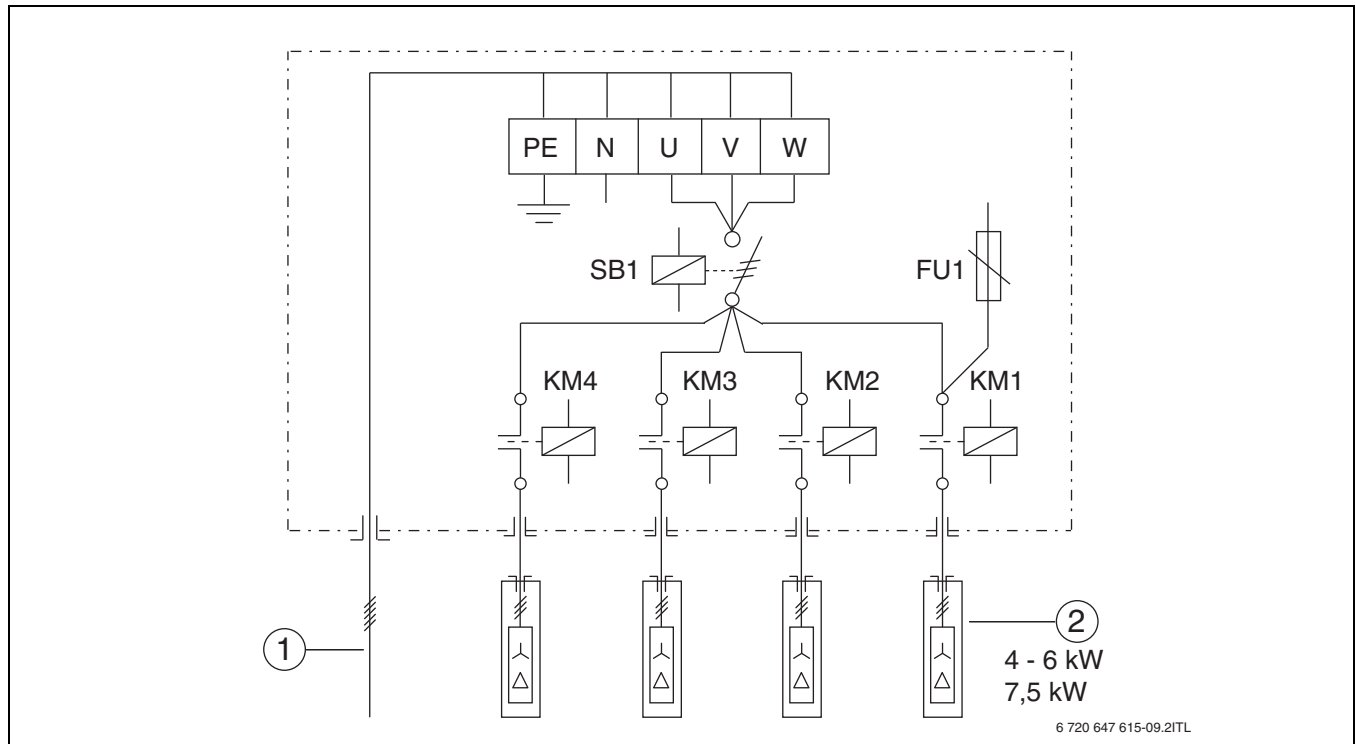 PE N U V W
SB1
FU1
KM4 KM3 KM2 KM1
1
2
4 - 6 kW
7,5 kW
6 720 647 615-09.2ITL